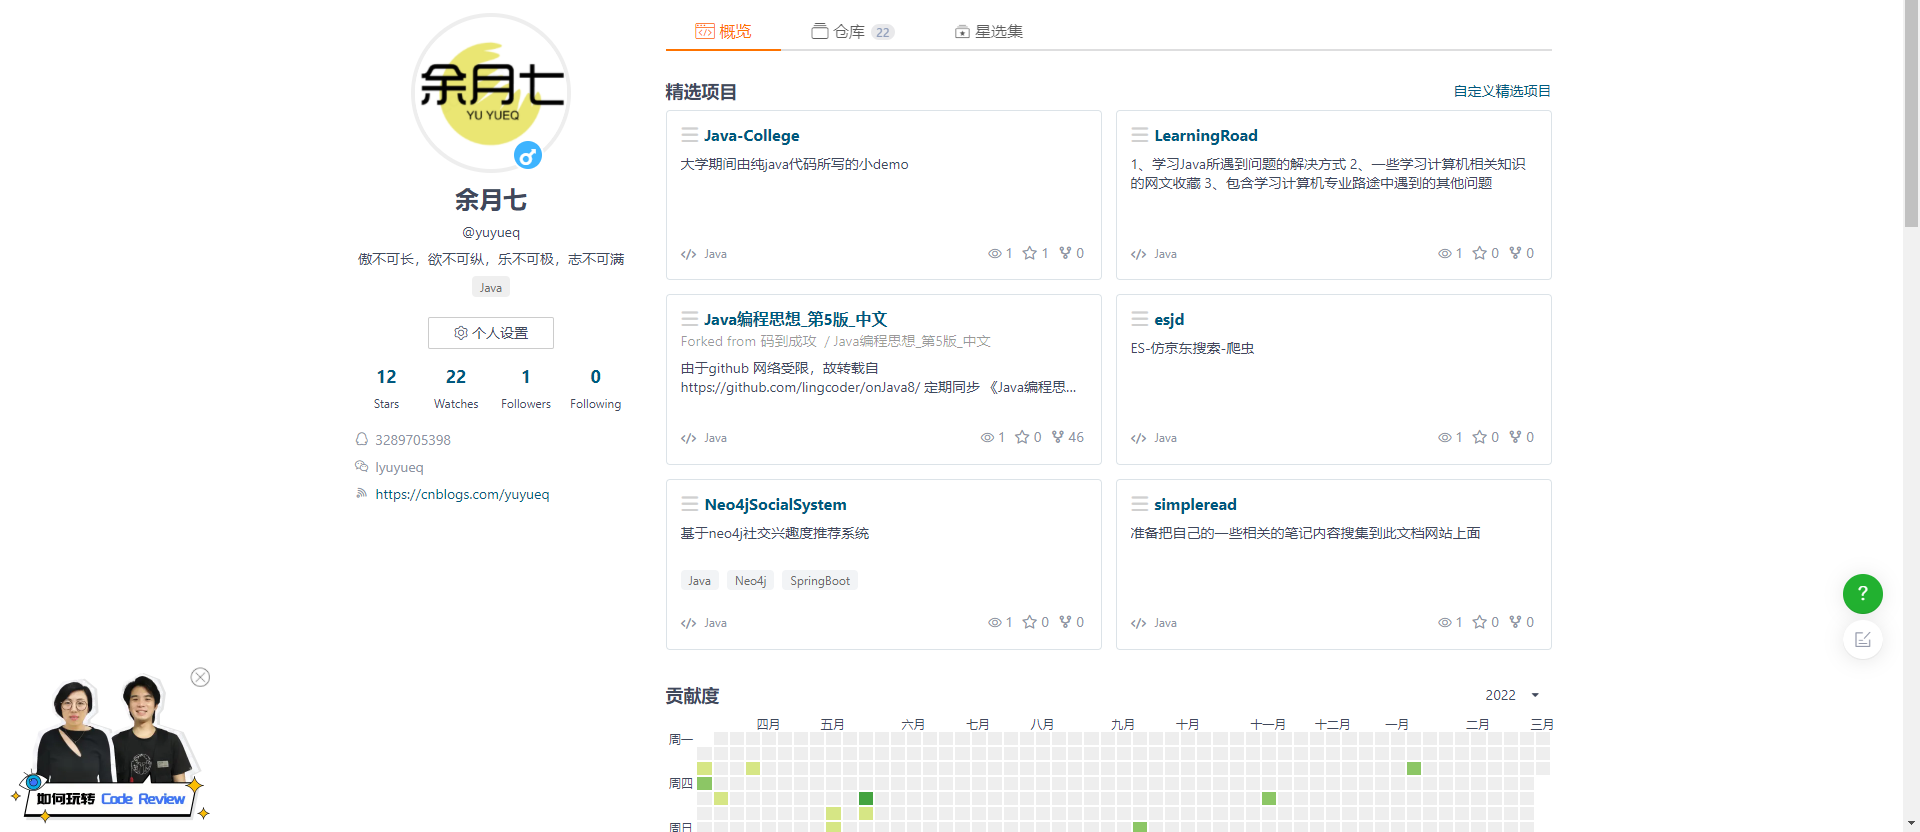 余月七
YU YUEQ
余月七
@yuyueq
傲不可长，欲不可纵，乐不可极，志不可满
Java
个人设置
12 22 1 0
Stars Watches Followers Following
3289705398
lyuyueq
https://cnblogs.com/yuyueq
如何玩转 Code Review
概览 仓库 22 星选集
精选项目 自定义精选项目
Java-College
大学期间由纯java代码所写的小demo
Java 1 1 0
LearningRoad
1、学习Java所遇到问题的解决方式 2、一些学习计算机相关知识
的网文收藏 3、包含学习计算机专业路途中遇到的其他问题
Java 1 0 0
Java编程思想_第5版_中文
Forked from 码到成攻 / Java编程思想_第5版_中文
由于github 网络受限，故转载自
https://github.com/lingcoder/onJava8/ 定期同步 《Java编程思...
Java 1 0 46
esjd
ES-仿京东搜索-爬虫
Java 1 0 0
Neo4jSocialSystem
基于neo4j社交兴趣度推荐系统
Java Neo4j SpringBoot
Java 1 0 0
simpleread
准备把自己的一些相关的笔记内容搜集到此文档网站上面
Java 1 0 0
贡献度 2022
四月 五月 六月 七月 八月 九月 十月 十一月 十二月 一月 二月 三月
周一
周四
周日
?